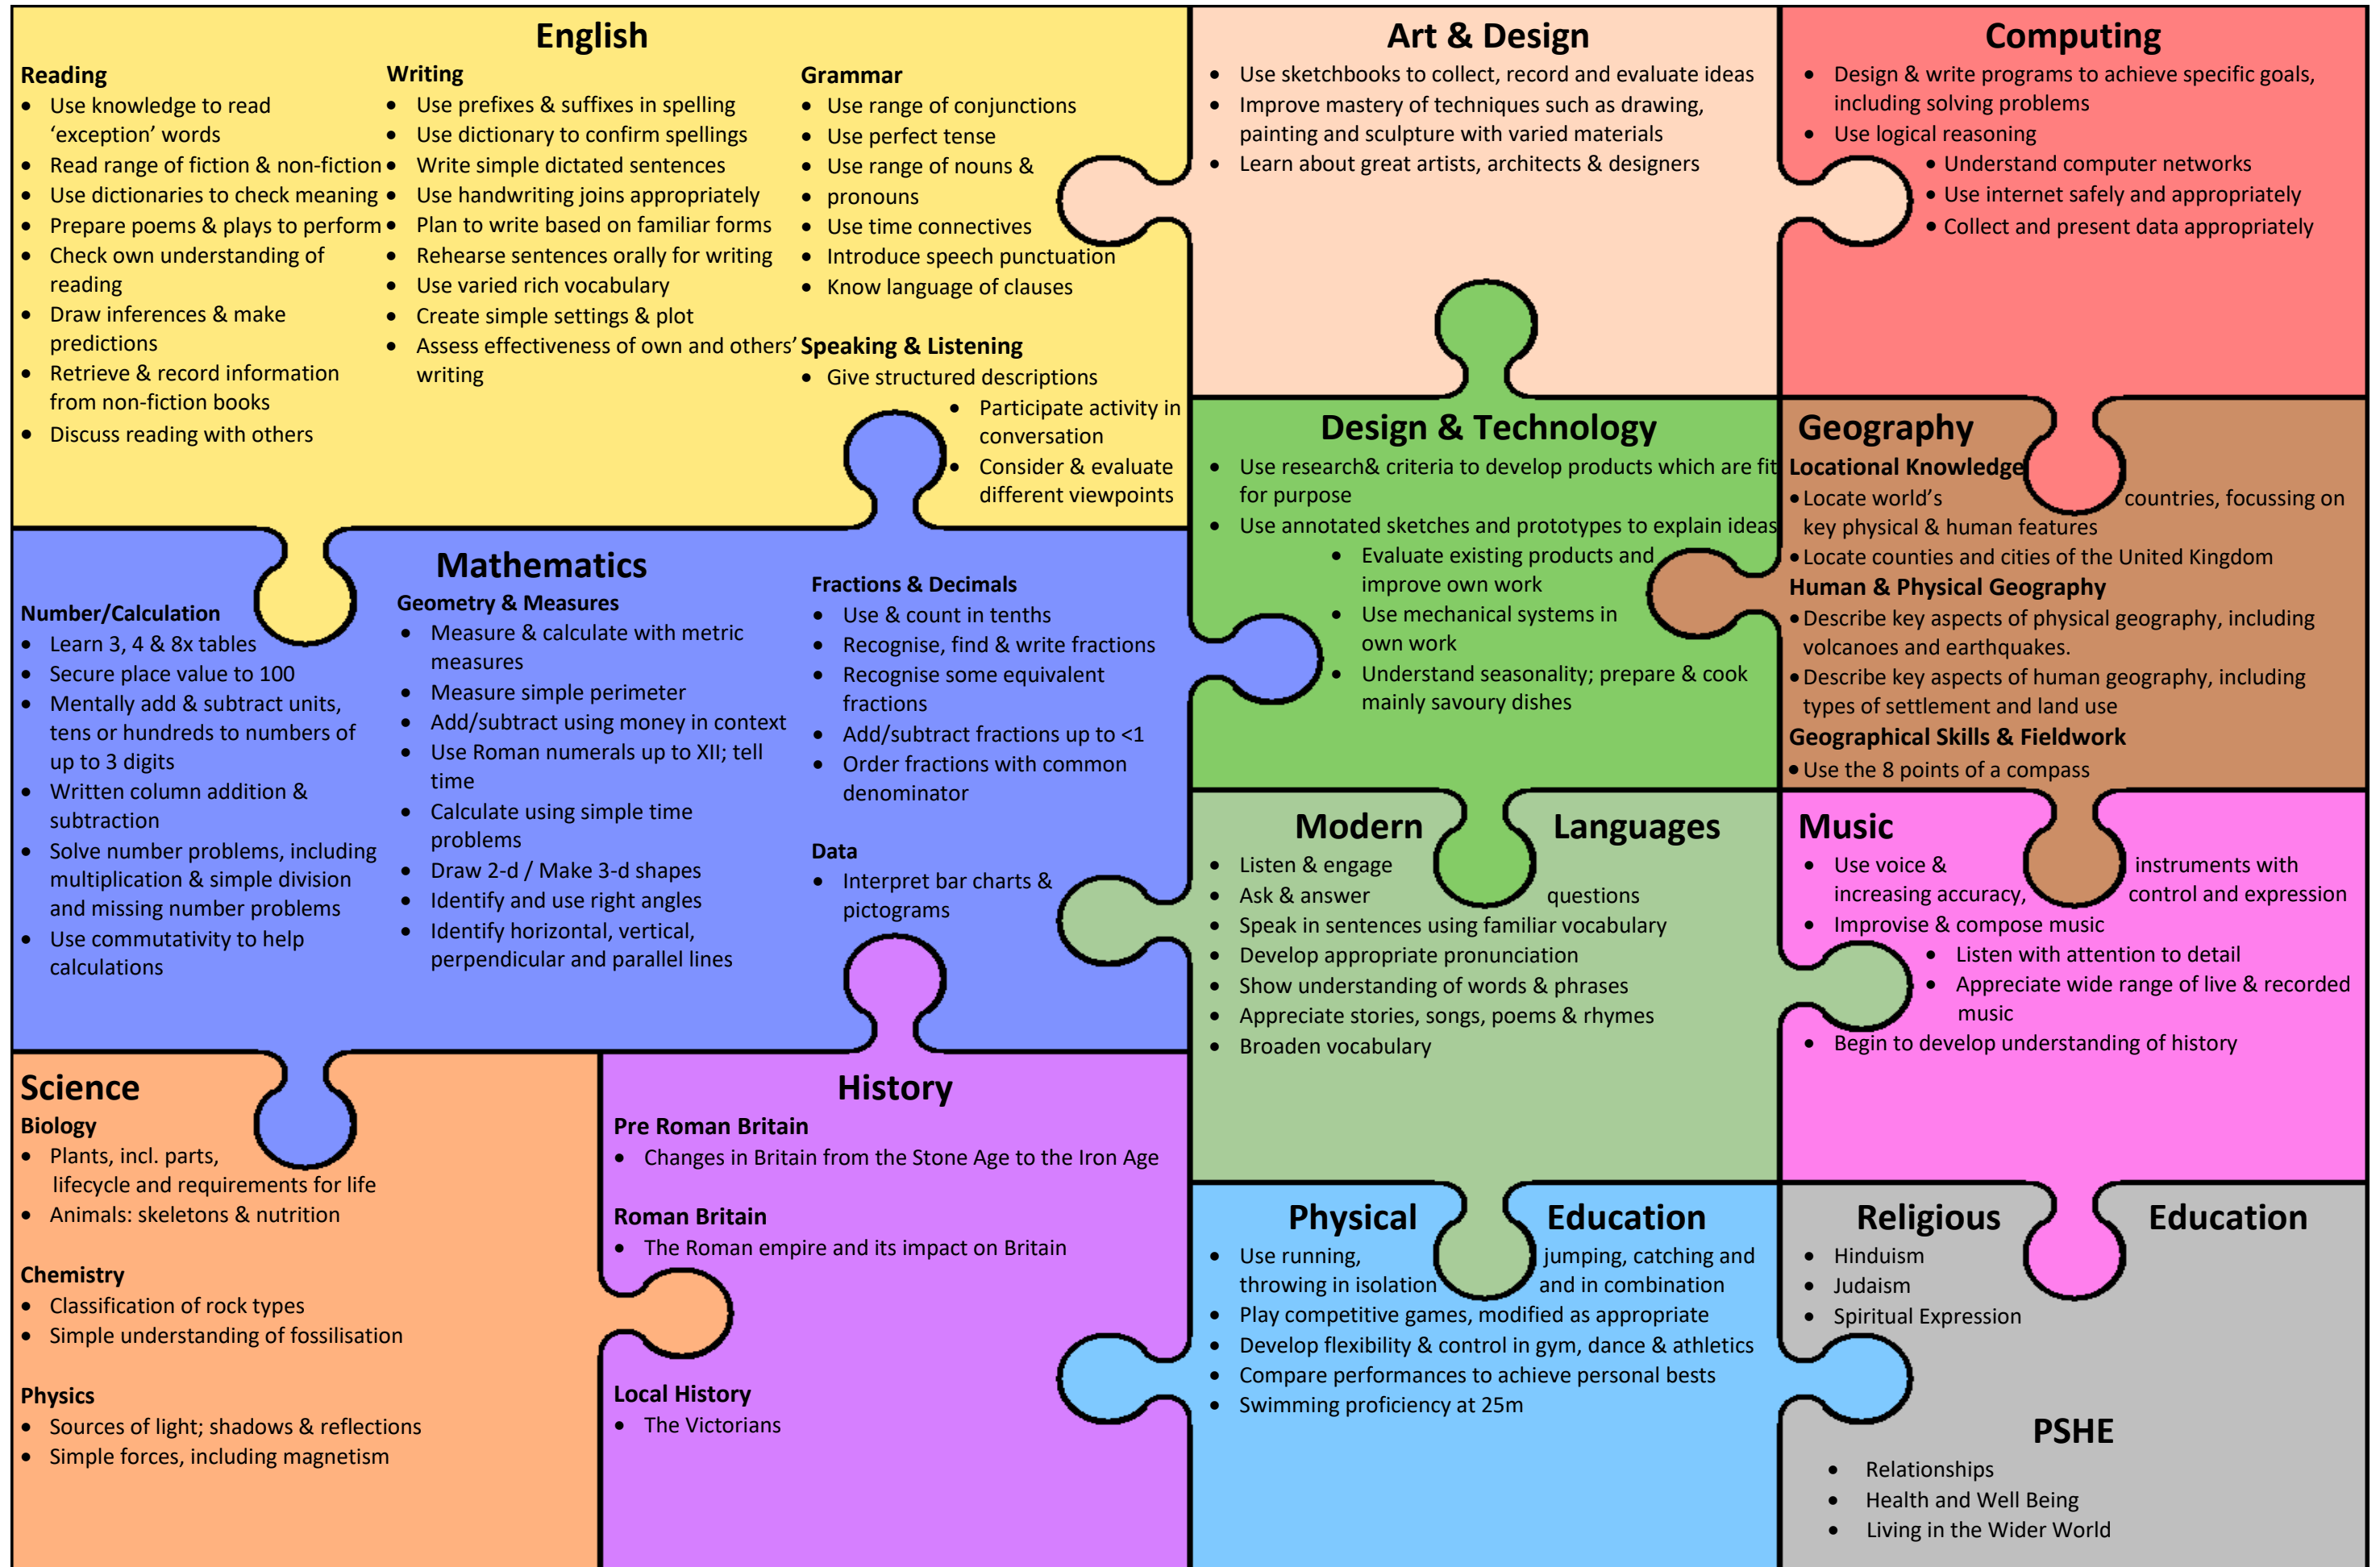 English
Reading
• Use knowledge to read
'exception' words
• Read range of fiction & non-fiction
• Use dictionaries to check meaning
• Prepare poems & plays to perform
• Check own understanding of
reading
• Draw inferences & make
predictions
• Retrieve & record information
from non-fiction books
• Discuss reading with others
Writing
• Use prefixes & suffixes in spelling
• Use dictionary to confirm spellings
• Write simple dictated sentences
• Use handwriting joins appropriately
• Plan to write based on familiar forms
• Rehearse sentences orally for writing
• Use varied rich vocabulary
• Create simple settings & plot
• Assess effectiveness of own and others'
writing
Grammar
• Use range of conjunctions
• Use perfect tense
• Use range of nouns &
• pronouns
• Use time connectives
• Introduce speech punctuation
• Know language of clauses
Speaking & Listening
• Give structured descriptions
• Participate activity in
conversation
• Consider & evaluate
different viewpoints
Art & Design
• Use sketchbooks to collect, record and evaluate ideas
• Improve mastery of techniques such as drawing,
painting and sculpture with varied materials
• Learn about great artists, architects & designers
Computing
• Design & write programs to achieve specific goals,
including solving problems
• Use logical reasoning
• Understand computer networks
• Use internet safely and appropriately
• Collect and present data appropriately
Mathematics
Number/Calculation
• Learn 3, 4 & 8x tables
• Secure place value to 100
• Mentally add & subtract units,
tens or hundreds to numbers of
up to 3 digits
• Written column addition &
subtraction
• Solve number problems, including
multiplication & simple division
and missing number problems
• Use commutativity to help
calculations
Geometry & Measures
• Measure & calculate with metric
measures
• Measure simple perimeter
• Add/subtract using money in context
• Use Roman numerals up to XII; tell
time
• Calculate using simple time
problems
• Draw 2-d / Make 3-d shapes
• Identify and use right angles
• Identify horizontal, vertical,
perpendicular and parallel lines
Fractions & Decimals
• Use & count in tenths
• Recognise, find & write fractions
• Recognise some equivalent
fractions
• Add/subtract fractions up to <1
• Order fractions with common
denominator
Data
• Interpret bar charts &
pictograms
Design & Technology
• Use research& criteria to develop products which are fit
for purpose
• Use annotated sketches and prototypes to explain ideas
• Evaluate existing products and
improve own work
• Use mechanical systems in
own work
• Understand seasonality; prepare & cook
mainly savoury dishes
Geography
Locational Knowledge
• Locate world's countries, focussing on
key physical & human features
• Locate counties and cities of the United Kingdom
Human & Physical Geography
• Describe key aspects of physical geography, including
volcanoes and earthquakes.
• Describe key aspects of human geography, including
types of settlement and land use
Geographical Skills & Fieldwork
• Use the 8 points of a compass
Modern Languages
• Listen & engage
• Ask & answer questions
• Speak in sentences using familiar vocabulary
• Develop appropriate pronunciation
• Show understanding of words & phrases
• Appreciate stories, songs, poems & rhymes
• Broaden vocabulary
Music
• Use voice & instruments with
increasing accuracy, control and expression
• Improvise & compose music
• Listen with attention to detail
• Appreciate wide range of live & recorded
music
• Begin to develop understanding of history
Science
Biology
• Plants, incl. parts,
lifecycle and requirements for life
• Animals: skeletons & nutrition
Chemistry
• Classification of rock types
• Simple understanding of fossilisation
Physics
• Sources of light; shadows & reflections
• Simple forces, including magnetism
History
Pre Roman Britain
• Changes in Britain from the Stone Age to the Iron Age
Roman Britain
• The Roman empire and its impact on Britain
Local History
• The Victorians
Physical Education
• Use running, jumping, catching and
throwing in isolation and in combination
• Play competitive games, modified as appropriate
• Develop flexibility & control in gym, dance & athletics
• Compare performances to achieve personal bests
• Swimming proficiency at 25m
Religious Education
• Hinduism
• Judaism
• Spiritual Expression
PSHE
• Relationships
• Health and Well Being
• Living in the Wider World